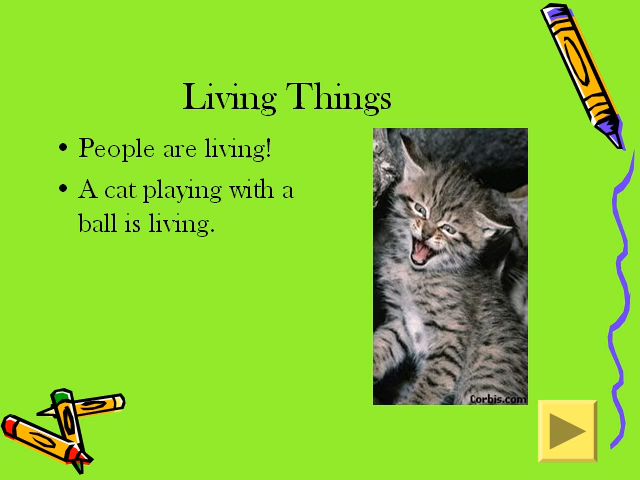 Living Things
• People are living!
• A cat playing with a
ball is living.
Corbis.com